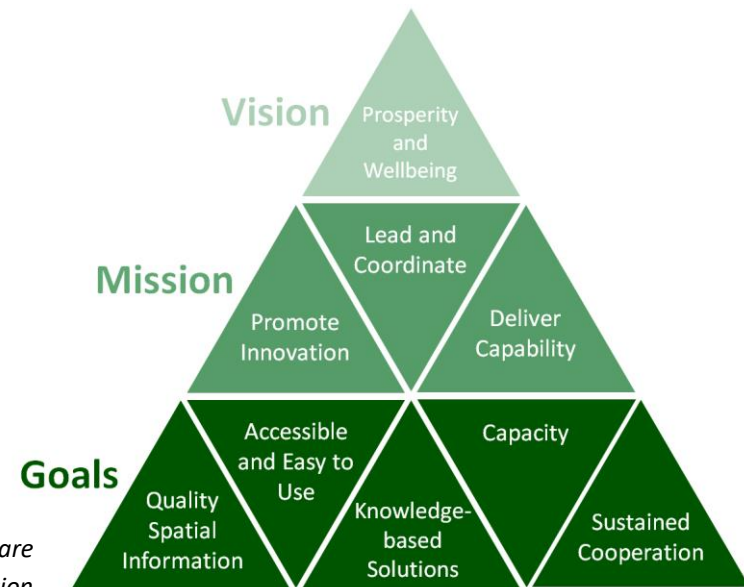 Vision
Prosperity
and
Wellbeing
Mission
Lead and
Coordinate
Promote
Innovation
Deliver
Capability
Goals
Accessible
and Easy to
Use
Capacity
Quality
Spatial
Information
Knowledge-
based
Solutions
Sustained
Cooperation
are